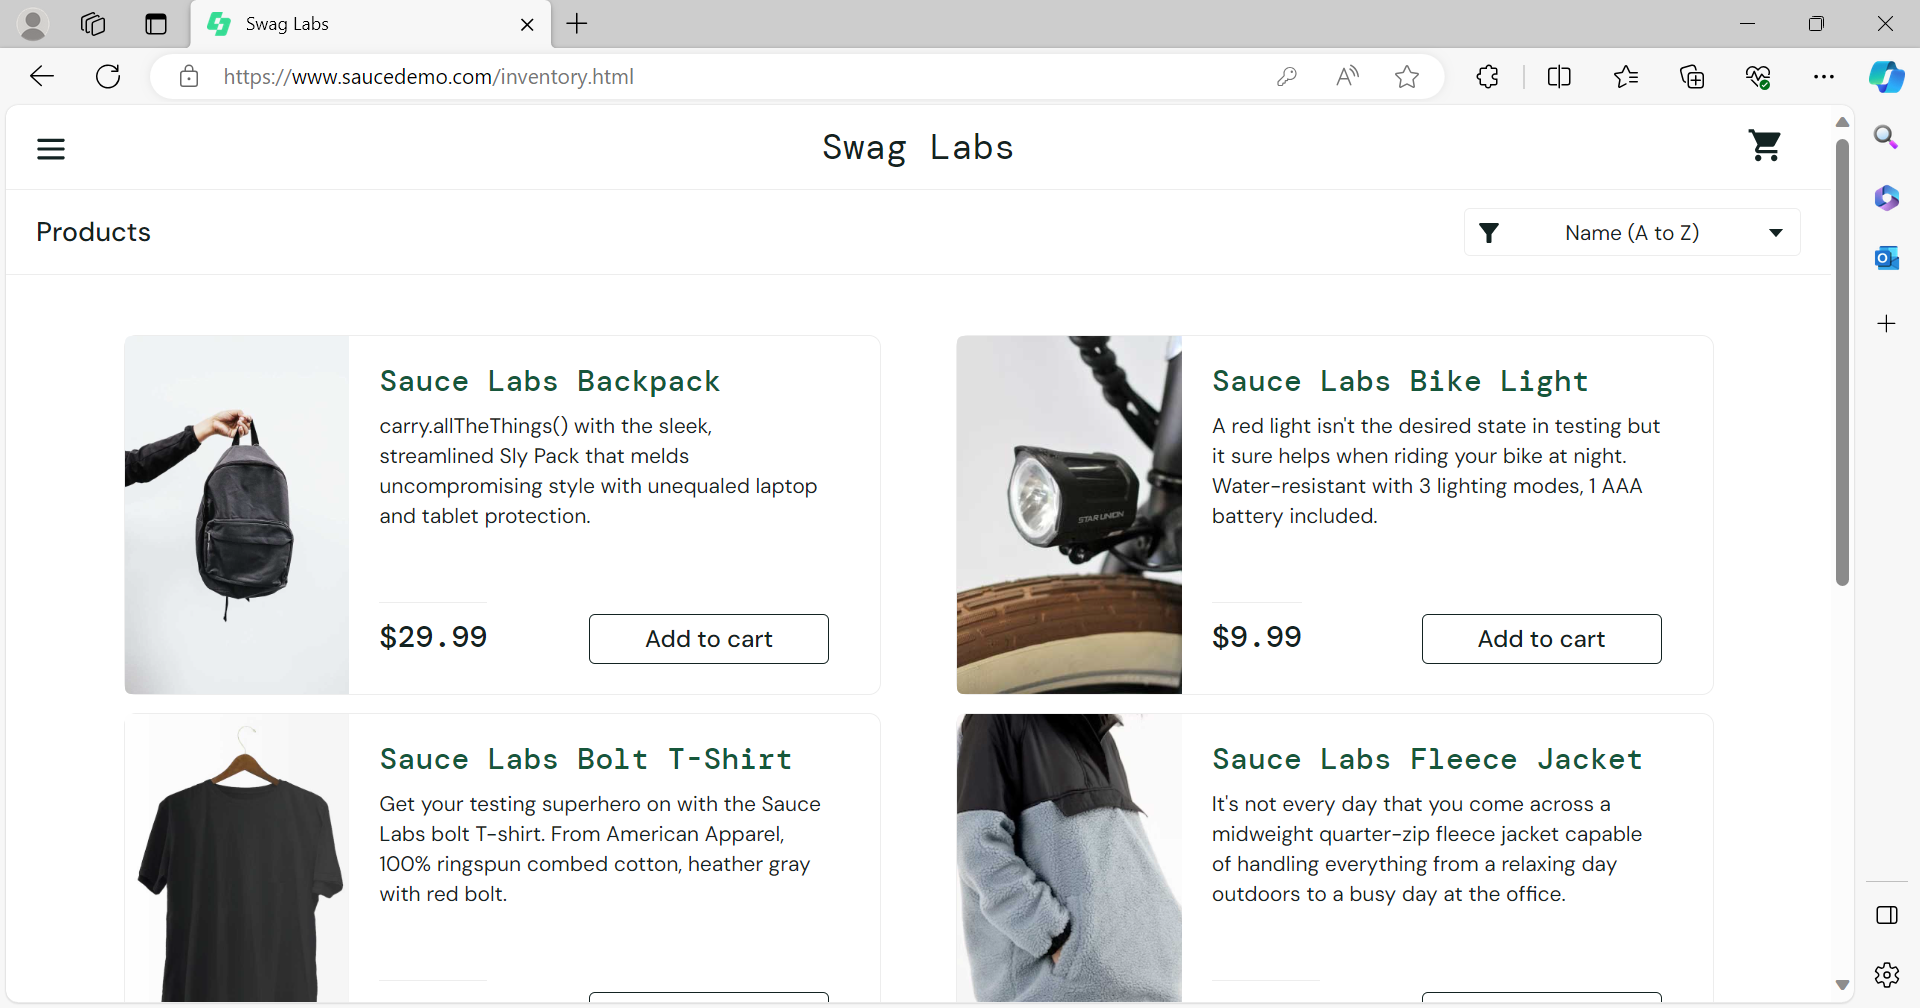 Swag Labs
https://www.saucedemo.com/inventory.html
Swag Labs
Products
Name (A to Z)
Sauce Labs Backpack
carry.allTheThings() with the sleek,
streamlined Sly Pack that melds
uncompromising style with unequaled laptop
and tablet protection.
$29.99
Add to cart
Sauce Labs Bike Light
A red light isn't the desired state in testing but
it sure helps when riding your bike at night.
Water-resistant with 3 lighting modes, 1 AAA
battery included.
STAR UNION
$9.99
Add to cart
Sauce Labs Bolt T-Shirt
Get your testing superhero on with the Sauce
Labs bolt T-shirt. From American Apparel,
100% ringspun combed cotton, heather gray
with red bolt.
Sauce Labs Fleece Jacket
It's not every day that you come across a
midweight quarter-zip fleece jacket capable
of handling everything from a relaxing day
outdoors to a busy day at the office.